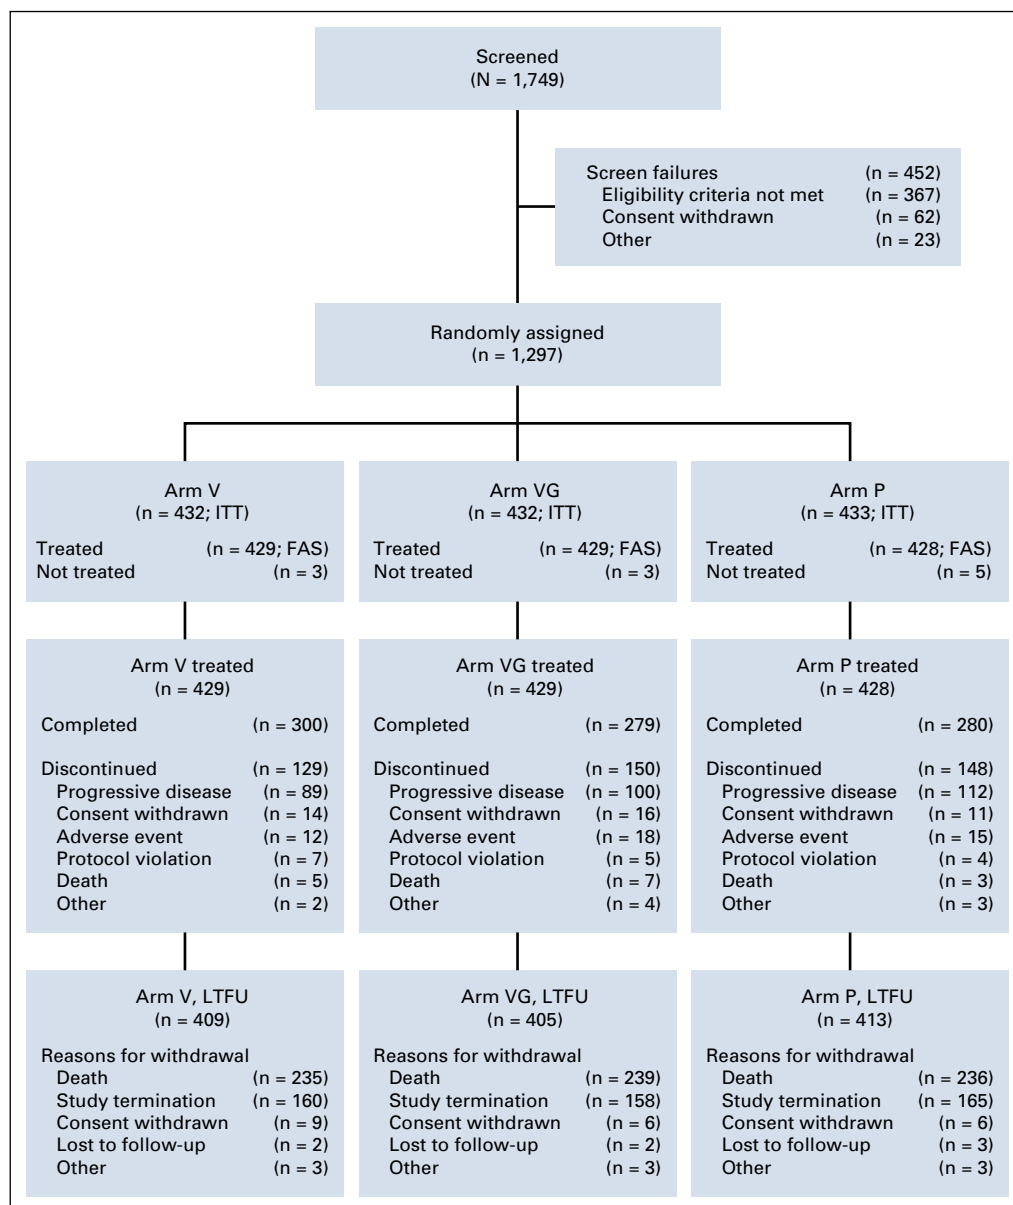 Screened
(N = 1,749)
Screen failures (n = 452)
Eligibility criteria not met (n = 367)
Consent withdrawn (n = 62)
Other (n = 23)
Randomly assigned
(n = 1,297)
Arm V
(n = 432; ITT)
Treated (n = 429; FAS)
Not treated (n = 3)
Arm VG
(n = 432; ITT)
Treated (n = 429; FAS)
Not treated (n = 3)
Arm P
(n = 433; ITT)
Treated (n = 428; FAS)
Not treated (n = 5)
Arm V treated
(n = 429)
Completed (n = 300)
Discontinued (n = 129)
Progressive disease (n = 89)
Consent withdrawn (n = 14)
Adverse event (n = 12)
Protocol violation (n = 7)
Death (n = 5)
Other (n = 2)
Arm VG treated
(n = 429)
Completed (n = 279)
Discontinued (n = 150)
Progressive disease (n = 100)
Consent withdrawn (n = 16)
Adverse event (n = 18)
Protocol violation (n = 5)
Death (n = 7)
Other (n = 4)
Arm P treated
(n = 428)
Completed (n = 280)
Discontinued (n = 148)
Progressive disease (n = 112)
Consent withdrawn (n = 11)
Adverse event (n = 15)
Protocol violation (n = 4)
Death (n = 3)
Other (n = 3)
Arm V, LTFU
(n = 409)
Reasons for withdrawal
Death (n = 235)
Study termination (n = 160)
Consent withdrawn (n = 9)
Lost to follow-up (n = 2)
Other (n = 3)
Arm VG, LTFU
(n = 405)
Reasons for withdrawal
Death (n = 239)
Study termination (n = 158)
Consent withdrawn (n = 6)
Lost to follow-up (n = 2)
Other (n = 3)
Arm P, LTFU
(n = 413)
Reasons for withdrawal
Death (n = 236)
Study termination (n = 165)
Consent withdrawn (n = 6)
Lost to follow-up (n = 3)
Other (n = 3)